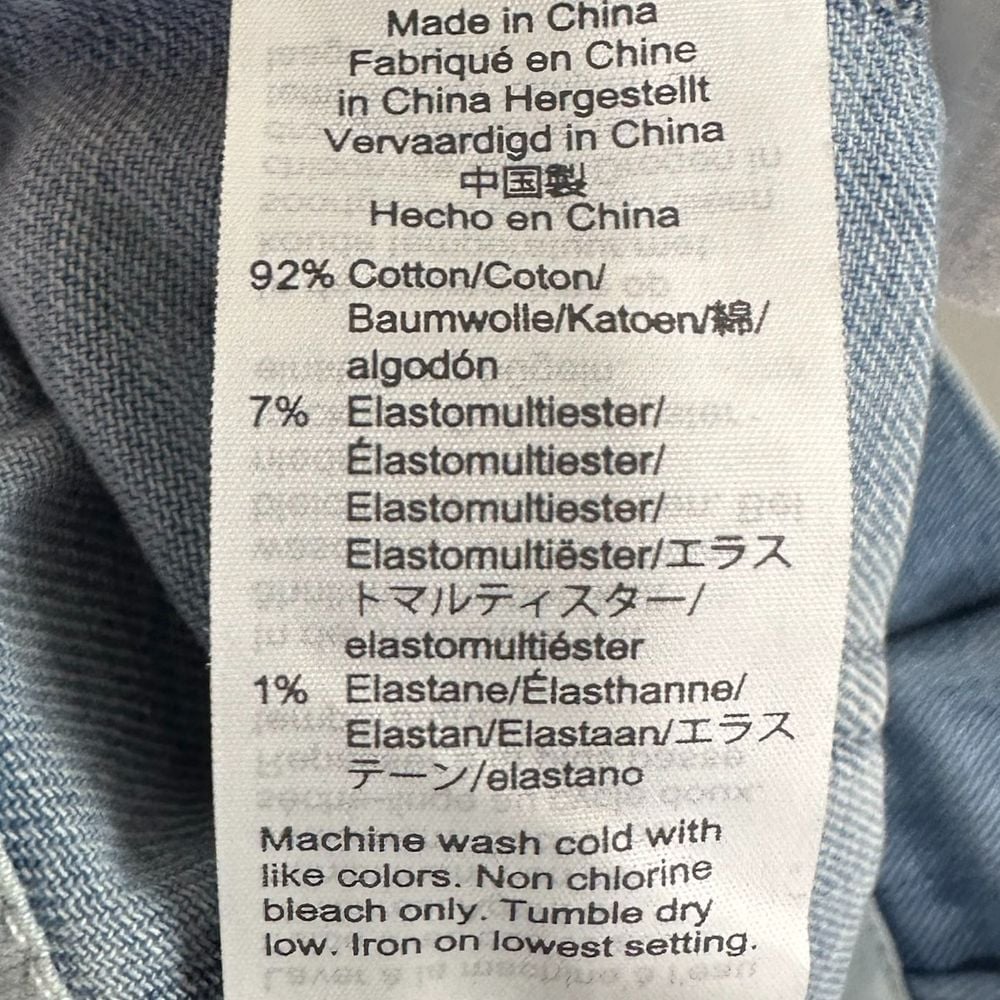 Made in China
Fabriqué en Chine
in China Hergestellt
Vervaardigd in China
中国製
Hecho en China
92% Cotton/Coton/
Baumwolle/Katoen/綿/
algodón
7% Elastomultiester/
Élastomultiester/
Elastomultiester/
Elastomultiëster/エラス
トマルティスター/
elastomultiéster
1% Elastane/Élasthanne/
Elastan/Elastaan/エラス
テーン/elastano
Machine wash cold with
like colors. Non chlorine
bleach only. Tumble dry
low. Iron on lowest setting.